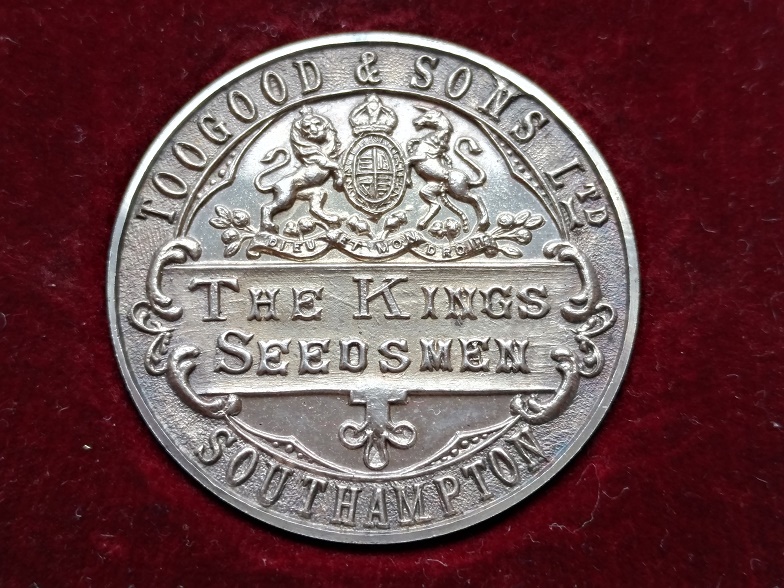 TOOGOOD & SONS LTD
DIEU ET MON DROIT
THE KINGS
SEEDSMEN
SOUTHAMPTON